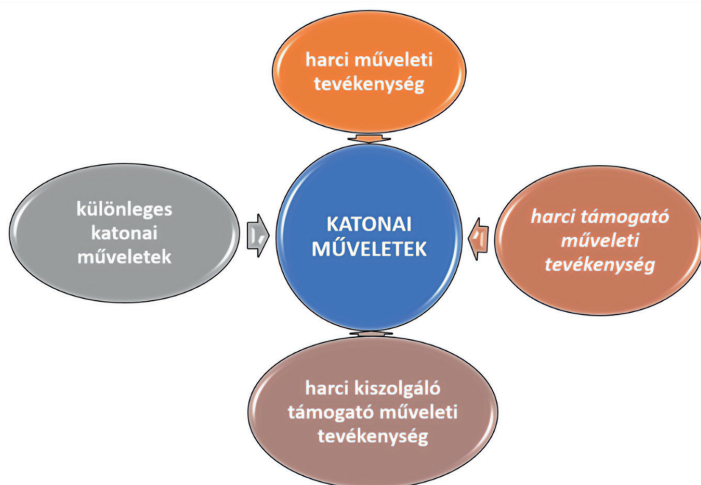 harci műveleti
tevékenység
különleges
katonai
műveletek
KATONAI
MŰVELETEK
harci támogató
műveleti
tevékenység
harci kiszolgáló
támogató műveleti
tevékenység